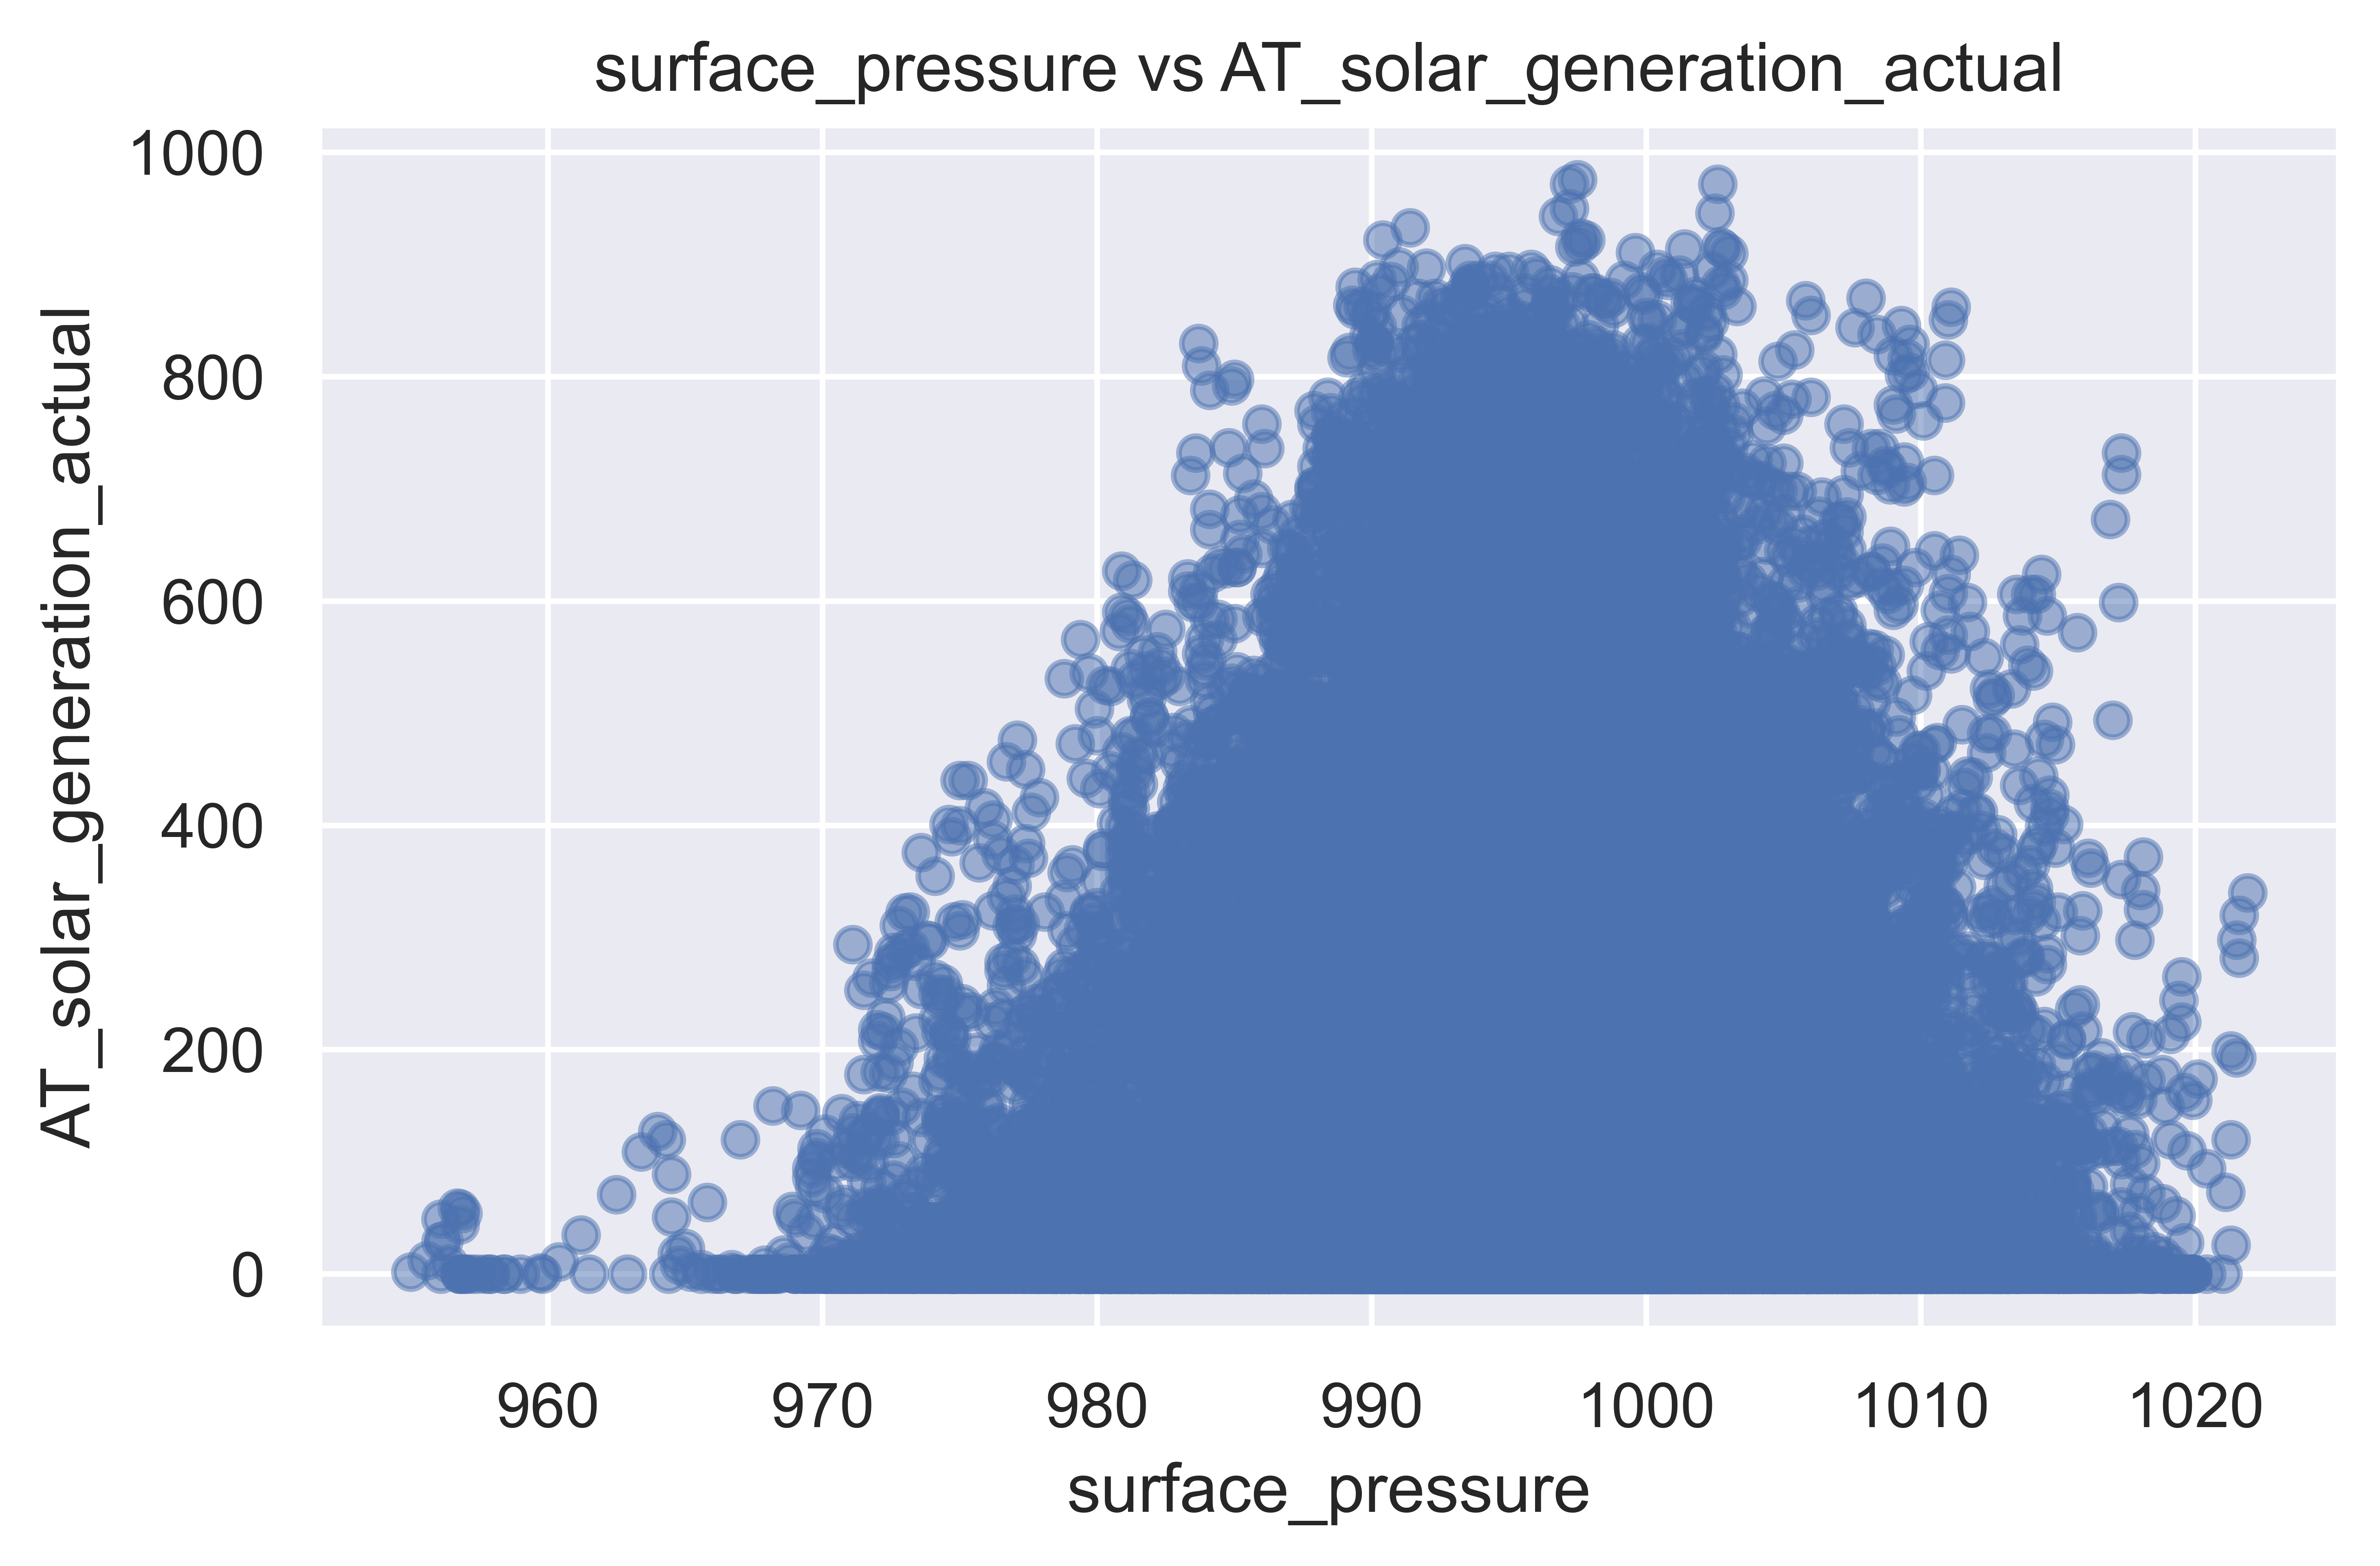 surface_pressure vs AT_solar_generation_actual
1000
800
600
400
200
0
AT_solar_generation_actual
960 970 980 990 1000 1010 1020
surface_pressure